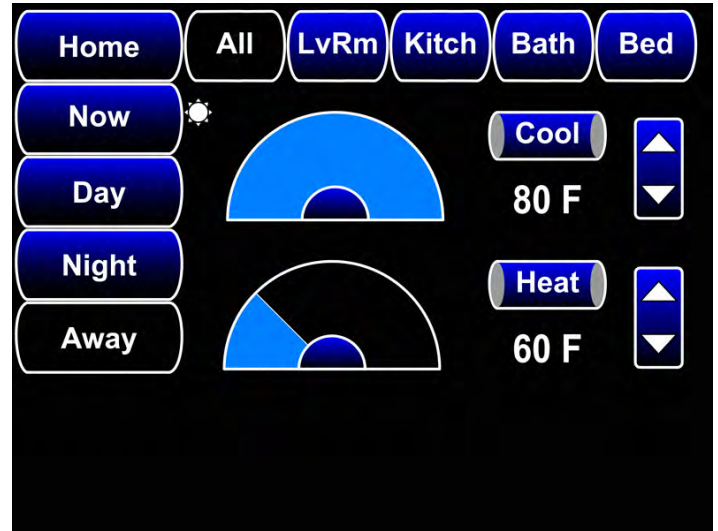 Home
All
LvRm
Kitch
Bath
Bed
Now
Day
Night
Away
Cool
80 F
Heat
60 F